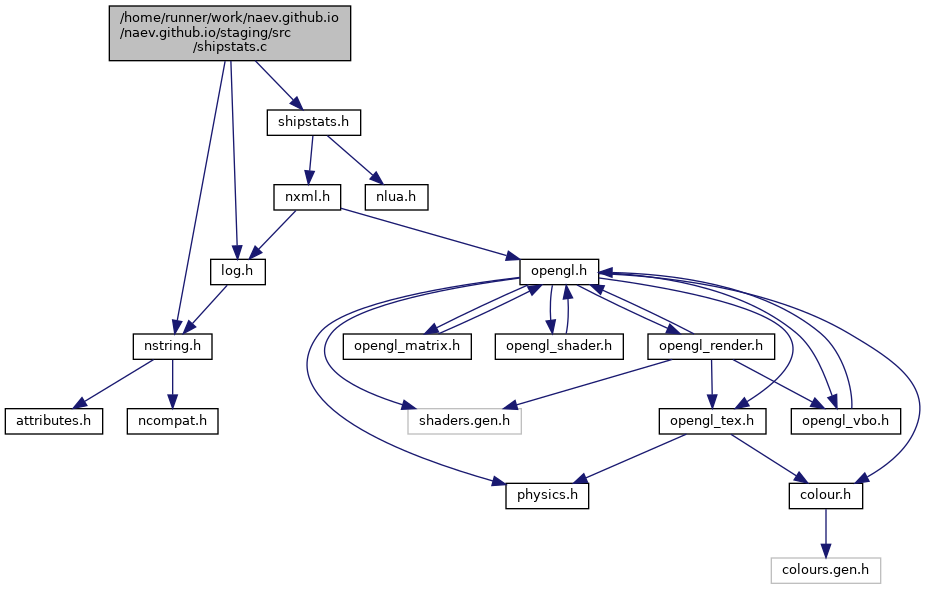 /home/runner/work/naev.github.io
/naev.github.io/staging/src
/shipstats.c
shipstats.h
nxml.h
nlua.h
log.h
opengl.h
nstring.h
opengl_matrix.h
opengl_shader.h
opengl_render.h
attributes.h
ncompat.h
shaders.gen.h
opengl_tex.h
opengl_vbo.h
physics.h
colour.h
colours.gen.h